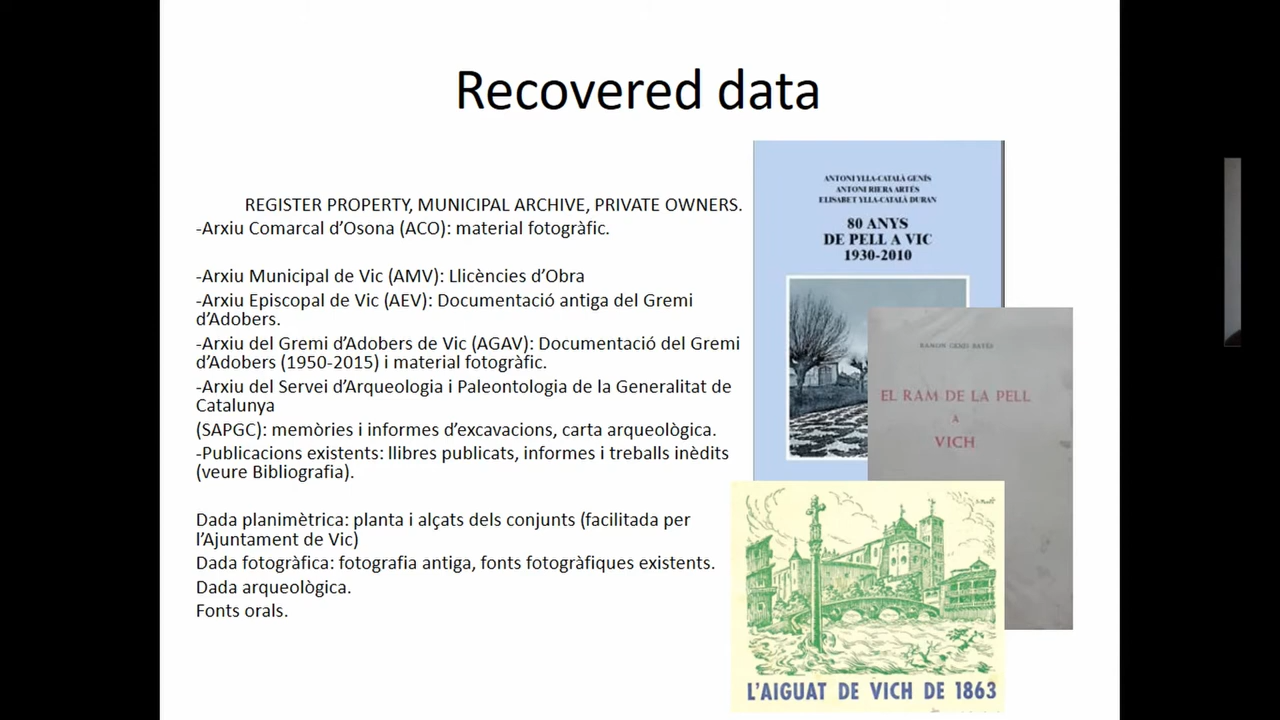 Recovered data
REGISTER PROPERTY, MUNICIPAL ARCHIVE, PRIVATE OWNERS.
-Arxiu Comarcal d’Osona (ACO): material fotogràfic.
-Arxiu Municipal de Vic (AMV): Llicències d’Obra
-Arxiu Episcopal de Vic (AEV): Documentació antiga del Gremi
d’Adobers.
-Arxiu del Gremi d’Adobers de Vic (AGAV): Documentació del Gremi
d’Adobers (1950-2015) i material fotogràfic.
-Arxiu del Servei d’Arqueologia i Paleontologia de la Generalitat de
Catalunya
(SAPGC): memòries i informes d’excavacions, carta arqueològica.
-Publicacions existents: llibres publicats, informes i treballs inèdits
(veure Bibliografia).
Dada planimètrica: planta i alçats dels conjunts (facilitada per
l’Ajuntament de Vic)
Dada fotogràfica: fotografia antiga, fonts fotogràfiques existents.
Dada arqueològica.
Fonts orals.
ANTONI YLLA-CATALÀ GENÍS
ANTONI RIERA ARTÉS
ELISABET YLLA-CATALÀ DURAN
80 ANYS
DE PELL A VIC
1930-2010
RAMON GENIS BAYÉS
EL RAM DE LA PELL
A
VICH
L'AIGUAT DE VICH DE 1863